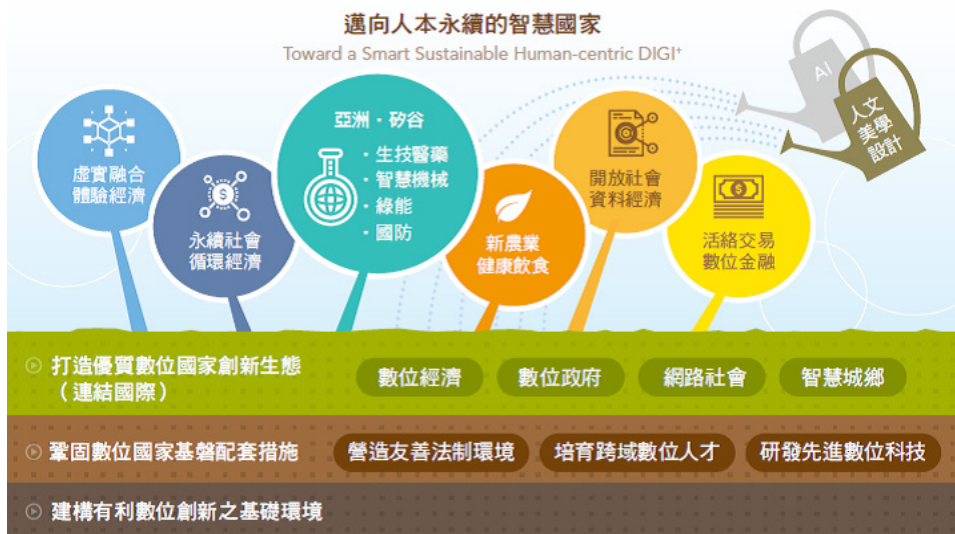 邁向人本永續的智慧國家
Toward a Smart Sustainable Human-centric DIGI⁺
AI
人文
美學
設計
虛實融合
體驗經濟
永續社會
循環經濟
亞洲・矽谷
・生技醫藥
・智慧機械
・綠能
・國防
新農業
健康飲食
開放社會
資料經濟
活絡交易
數位金融
打造優質數位國家創新生態
（連結國際）
數位經濟
數位政府
網路社會
智慧城鄉
鞏固數位國家基磐配套措施
營造友善法制環境
培育跨域數位人才
研發先進數位科技
建構有利數位創新之基礎環境